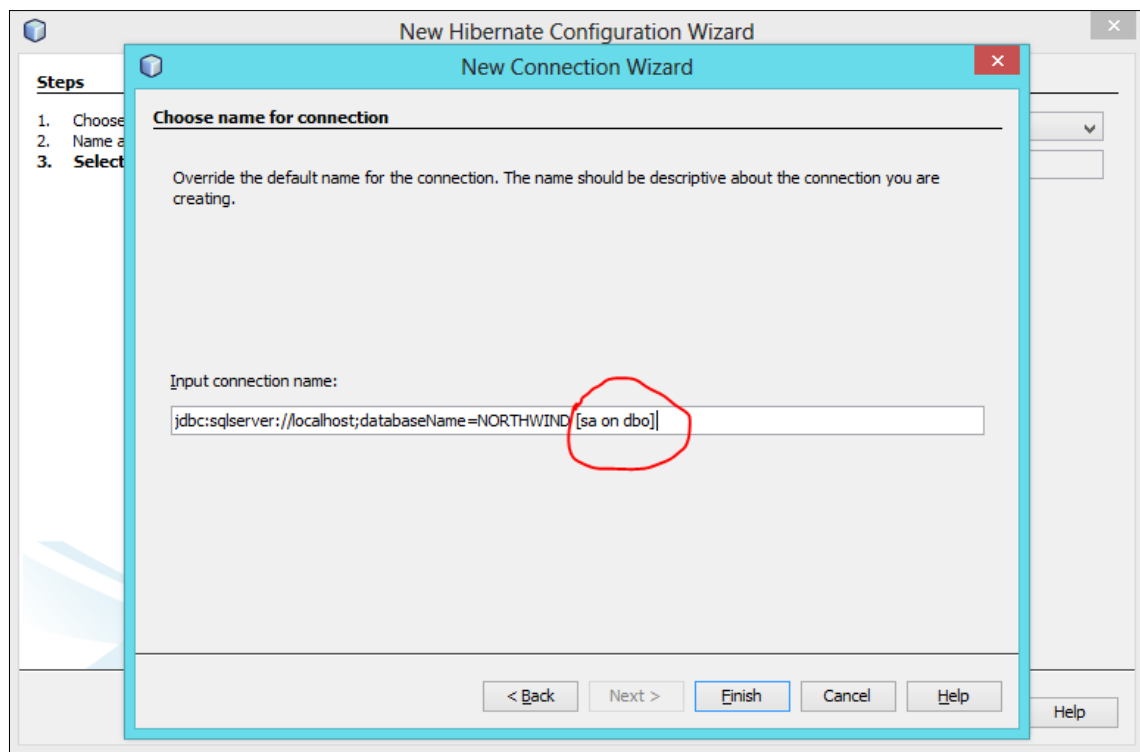 New Hibernate Configuration Wizard
New Connection Wizard
Steps
1. Choose
2. Name a
3. Select
Choose name for connection
Override the default name for the connection. The name should be descriptive about the connection you are
creating.
Input connection name:
jdbc:sqlserver://localhost;databaseName=NORTHWIND [sa on dbo]
< Back Next > Finish Cancel Help
Help